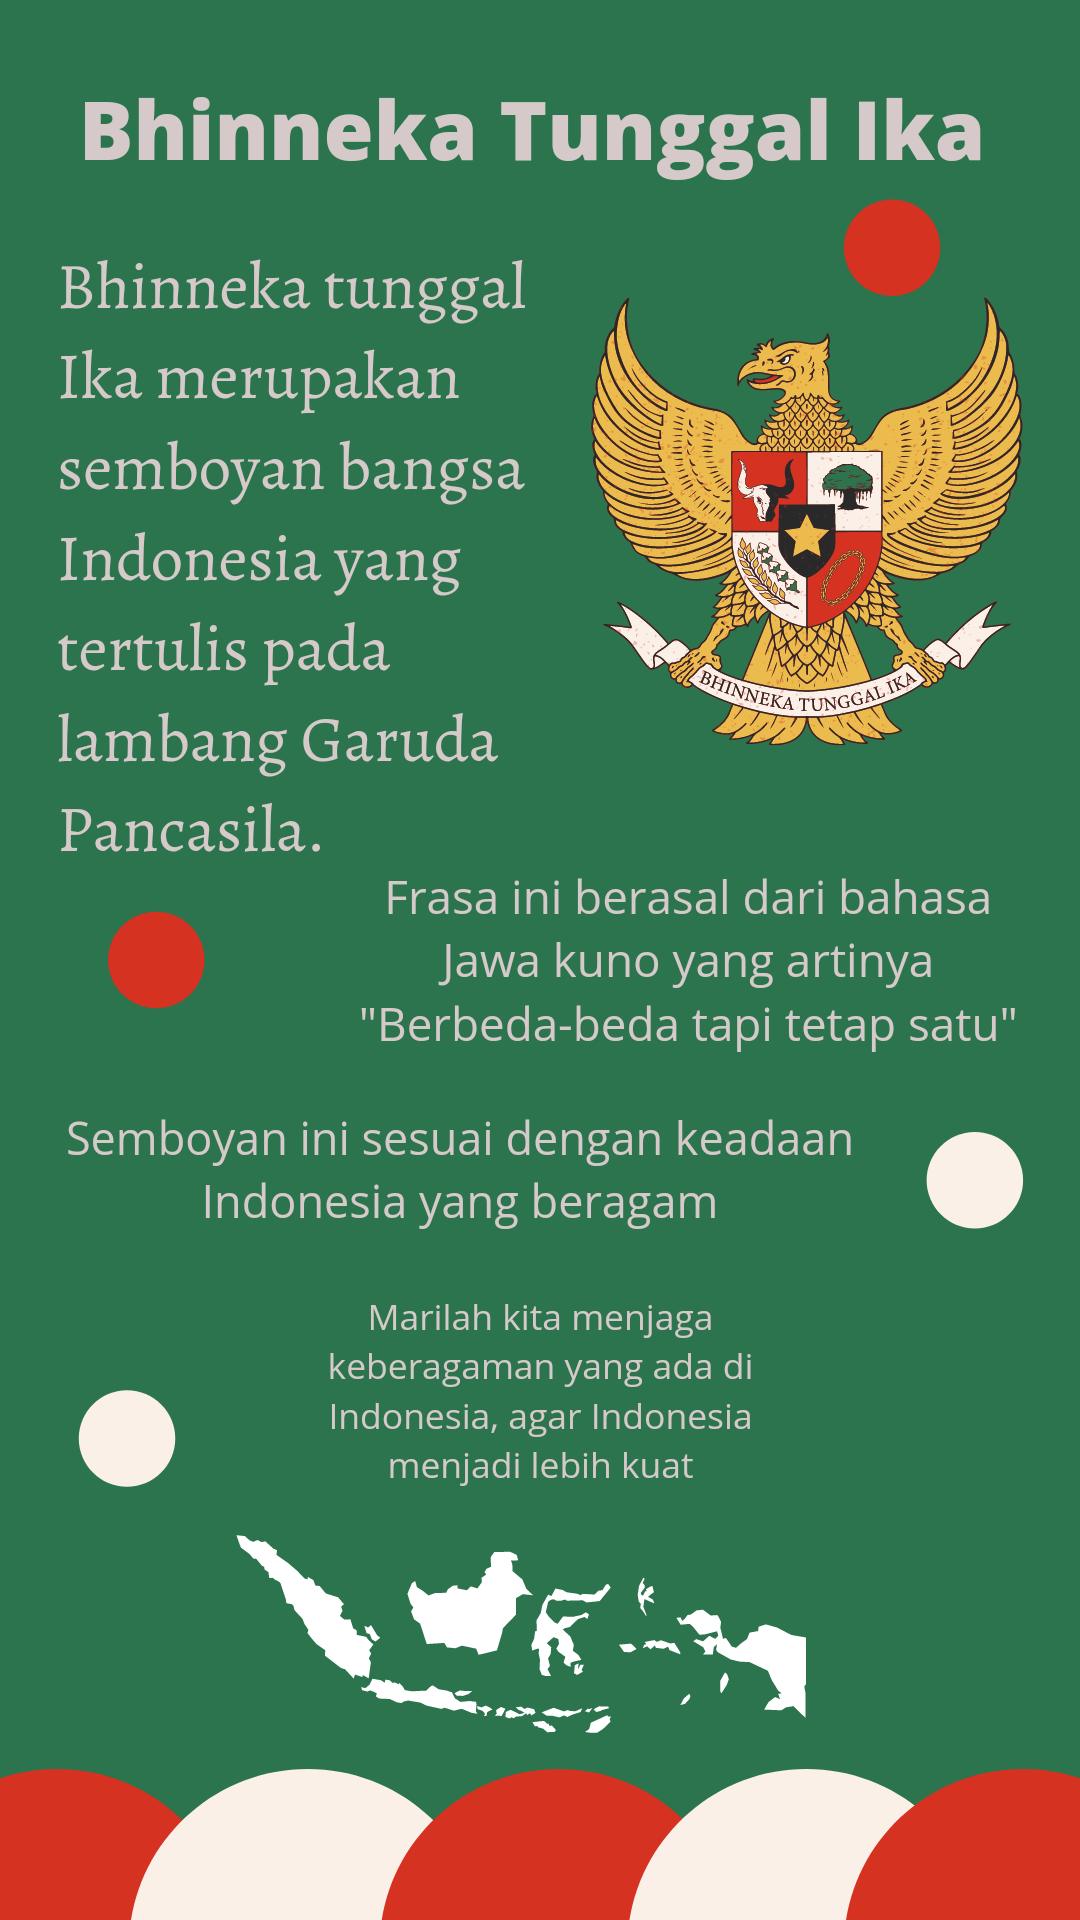 Bhinneka Tunggal Ika
Bhinneka tunggal
Ika merupakan
semboyan bangsa
Indonesia yang
tertulis pada
lambang Garuda
Pancasila.
BHINNEKA TUNGGAL IKA
Frasa ini berasal dari bahasa
Jawa kuno yang artinya
"Berbeda-beda tapi tetap satu"
Semboyan ini sesuai dengan keadaan
Indonesia yang beragam
Marilah kita menjaga
keberagaman yang ada di
Indonesia, agar Indonesia
menjadi lebih kuat